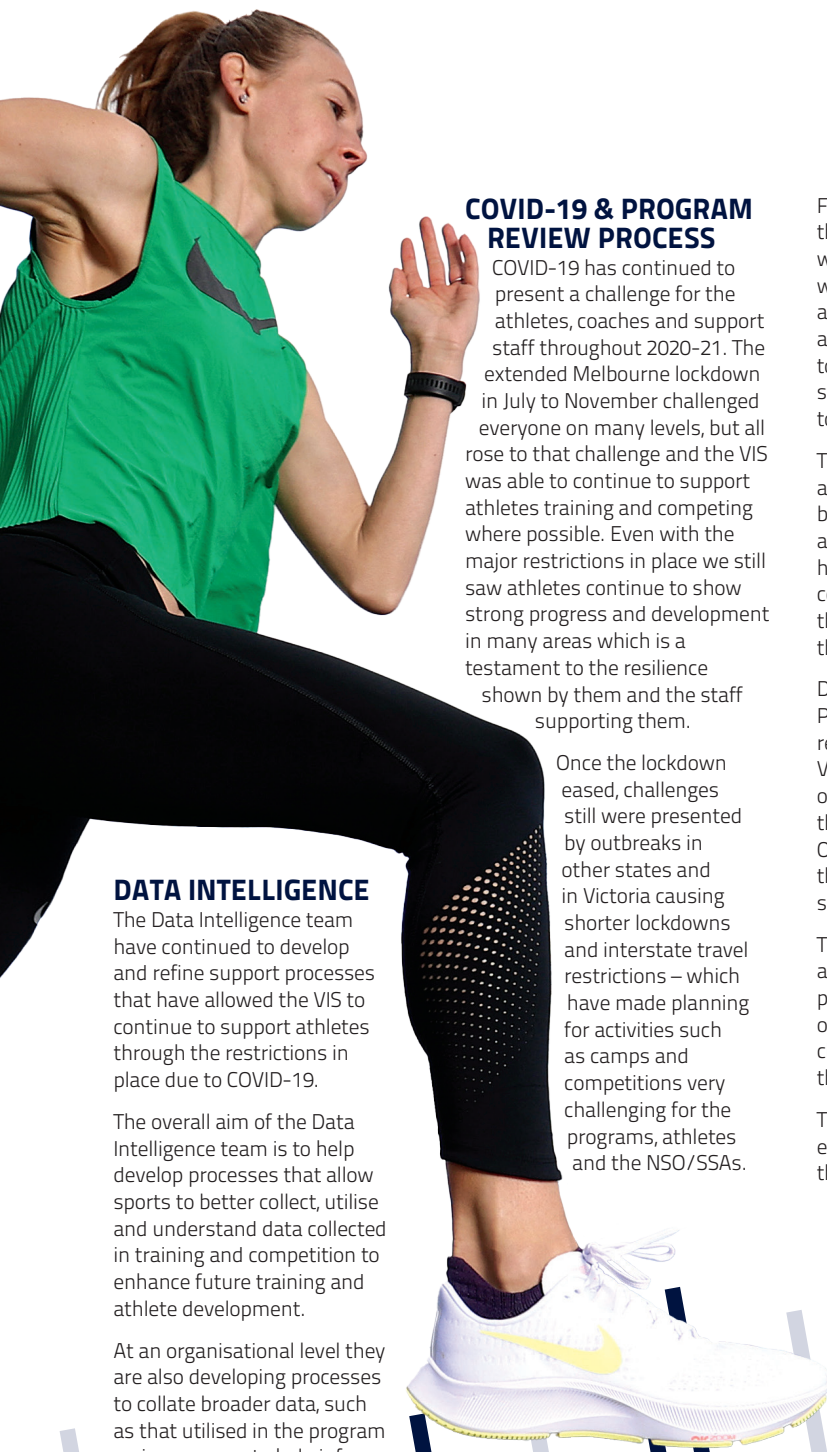 DATA INTELLIGENCE
The Data Intelligence team
have continued to develop
and refine support processes
that have allowed the VIS to
continue to support athletes
through the restrictions in
place due to COVID-19.
The overall aim of the Data
Intelligence team is to help
develop processes that allow
sports to better collect, utilise
and understand data collected
in training and competition to
enhance future training and
athlete development.
At an organisational level they
are also developing processes
to collate broader data, such
as that utilised in the program
COVID-19 & PROGRAM
REVIEW PROCESS
COVID-19 has continued to
present a challenge for the
athletes, coaches and support
staff throughout 2020-21. The
extended Melbourne lockdown
in July to November challenged
everyone on many levels, but all
rose to that challenge and the VIS
was able to continue to support
athletes training and competing
where possible. Even with the
major restrictions in place we still
saw athletes continue to show
strong progress and development
in many areas which is a
testament to the resilience
shown by them and the staff
supporting them.
Once the lockdown
eased, challenges
still were presented
by outbreaks in
other states and
in Victoria causing
shorter lockdowns
and interstate travel
restrictions – which
have made planning
for activities such
as camps and
competitions very
challenging for the
programs, athletes
and the NSO/SSAs.